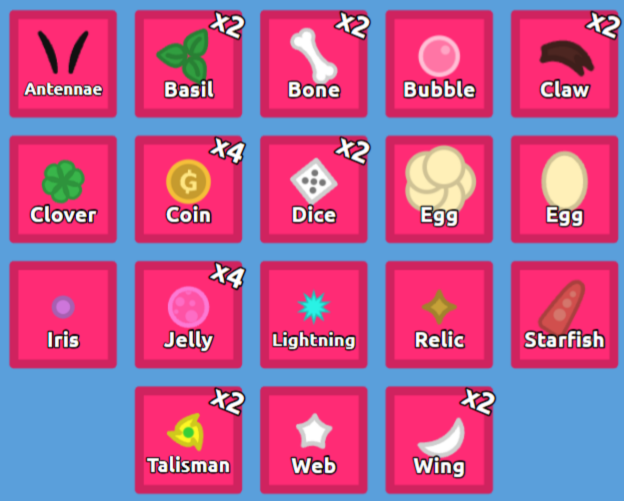 Antennae
x2
Basil
x2
Bone
Bubble
x2
Claw
Clover
x4
G
Coin
x2
Dice
Egg
Egg
Iris
x4
Jelly
Lightning
Relic
Starfish
x2
Talisman
Web
x2
Wing